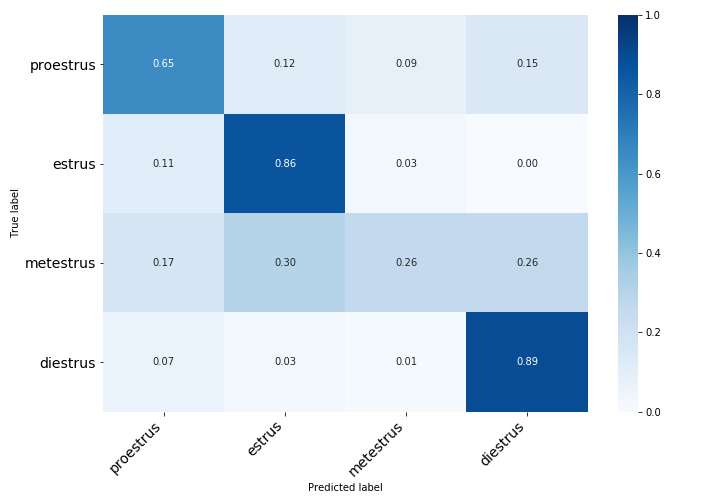 1.0
proestrus 0.65 0.12 0.09 0.15
0.8
estrus 0.11 0.86 0.03 0.00
0.6
True label
0.4
metestrus 0.17 0.30 0.26 0.26
0.2
diestrus 0.07 0.03 0.01 0.89
0.0
proestrus estrus metestrus diestrus
Predicted label